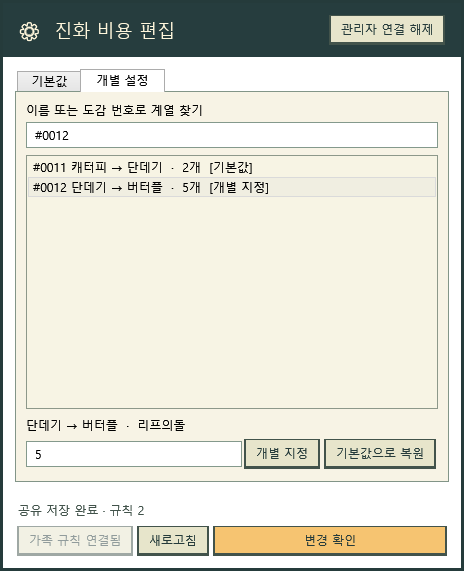 진화 비용 편집
관리자 연결 해제
기본값
개별 설정
이름 또는 도감 번호로 계열 찾기
#0012
#0011 캐터피 → 단데기 · 2개 [기본값]
#0012 단데기 → 버터플 · 5개 [개별 지정]
단데기 → 버터플 · 리프의돌
5
개별 지정
기본값으로 복원
공유 저장 완료 · 규칙 2
가족 규칙 연결됨
새로고침
변경 확인